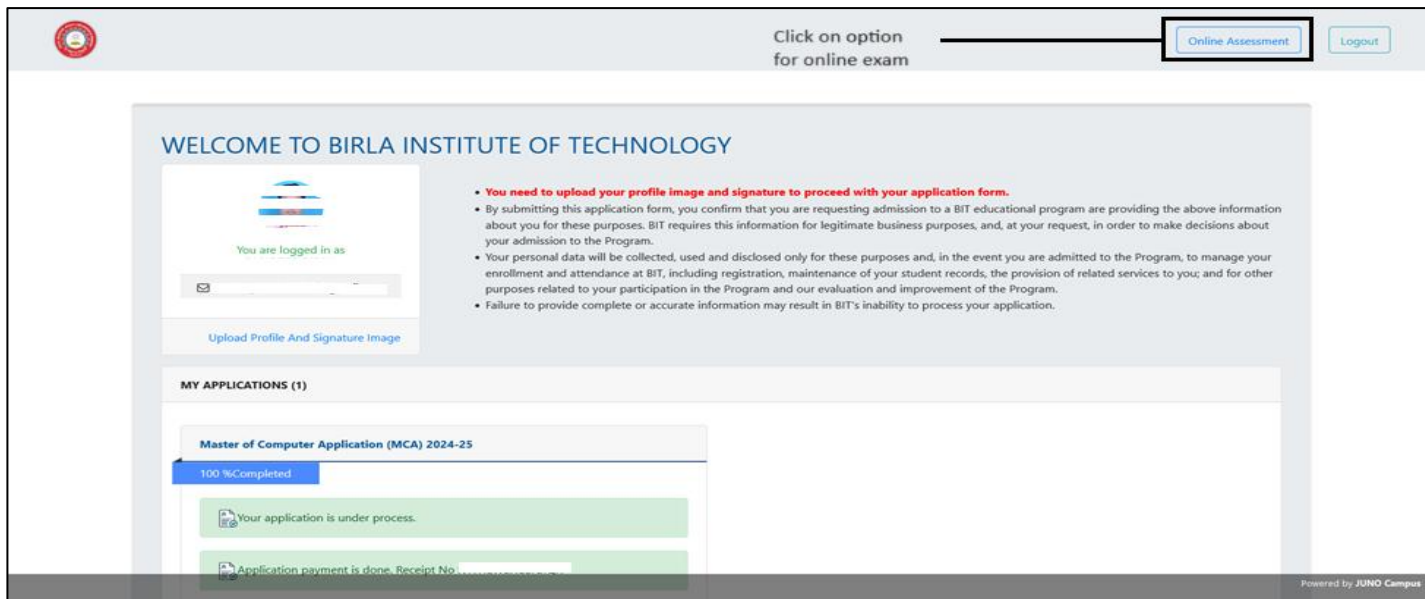 Click on option
for online exam
Online Assessment
Logout
WELCOME TO BIRLA INSTITUTE OF TECHNOLOGY
You are logged in as
Upload Profile And Signature Image
• You need to upload your profile image and signature to proceed with your application form.
• By submitting this application form, you confirm that you are requesting admission to a BIT educational program are providing the above information
about you for these purposes. BIT requires this information for legitimate business purposes, and, at your request, in order to make decisions about
your admission to the Program.
• Your personal data will be collected, used and disclosed only for these purposes and, in the event you are admitted to the Program, to manage your
enrollment and attendance at BIT, including registration, maintenance of your student records, the provision of related services to you; and for other
purposes related to your participation in the Program and our evaluation and improvement of the Program.
• Failure to provide complete or accurate information may result in BIT's inability to process your application.
MY APPLICATIONS (1)
Master of Computer Application (MCA) 2024-25
100 %Completed
Your application is under process.
Application payment is done. Receipt No
Powered by JUNO Campus